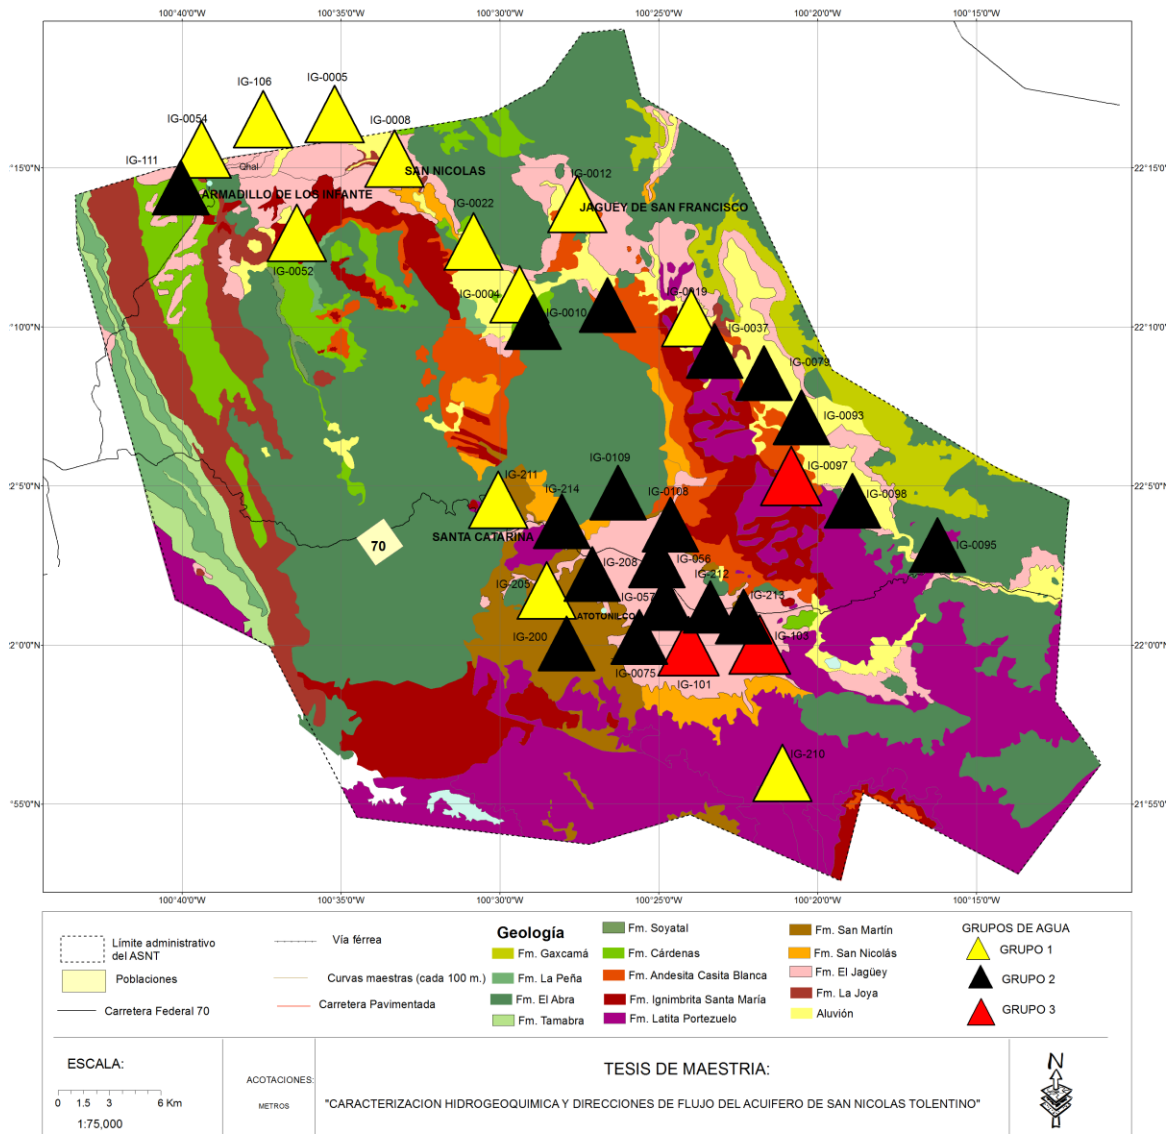 100°40'0"W 100°35'0"W 100°30'0"W 100°25'0"W 100°20'0"W 100°15'0"W
IG-0005
IG-106
IG-0054
IG-0008
IG-111
Qhal
22°15'0"N
SAN NICOLAS
IG-0012
ARMADILLO DE LOS INFANTE
IG-0022
JAGUEY DE SAN FRANCISCO
IG-0052
IG-0004
IG-0019
IG-0010
22°10'0"N
IG-0037
IG-0079
IG-0093
IG-0109
IG-0097
IG-211
IG-214
IG-0108
IG-0098
22°5'0"N
SANTA CATARINA
70
IG-0095
IG-208
IG-056
IG-212
IG-205
IG-057
IG-213
ATOTONILCO
IG-200
IG-103
22°0'0"N
IG-0075
IG-101
IG-210
21°55'0"N
100°40'0"W 100°35'0"W 100°30'0"W 100°25'0"W 100°20'0"W 100°15'0"W
Límite administrativo
del ASNT
Poblaciones
Carretera Federal 70
Vía férrea
Curvas maestras (cada 100 m.)
Carretera Pavimentada
Geología
Fm. Gaxcamá
Fm. La Peña
Fm. El Abra
Fm. Tamabra
Fm. Soyatal
Fm. Cárdenas
Fm. Andesita Casita Blanca
Fm. Ignimbrita Santa María
Fm. Latita Portezuelo
Fm. San Martín
Fm. San Nicolás
Fm. El Jagüey
Fm. La Joya
Aluvión
GRUPOS DE AGUA
GRUPO 1
GRUPO 2
GRUPO 3
ESCALA:
0 1.5 3 6 Km
1:75,000
ACOTACIONES:
METROS
TESIS DE MAESTRIA:
"CARACTERIZACION HIDROGEOQUIMICA Y DIRECCIONES DE FLUJO DEL ACUIFERO DE SAN NICOLAS TOLENTINO"
N